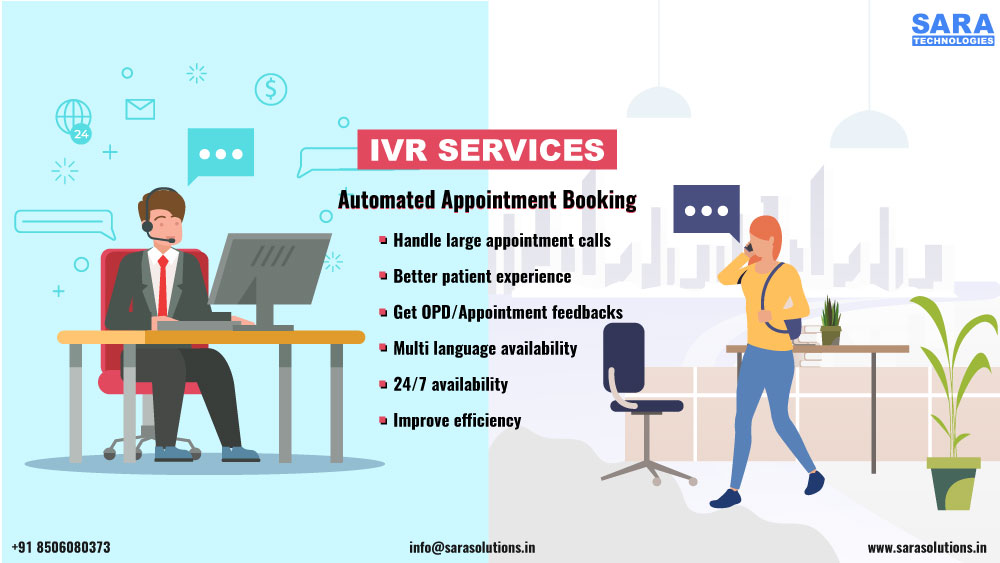 SARA
TECHNOLOGIES
24
$
IVR SERVICES
Automated Appointment Booking
Handle large appointment calls
Better patient experience
Get OPD/Appointment feedbacks
Multi language availability
24/7 availability
Improve efficiency
+91 8506080373
info@sarasolutions.in
www.sarasolutions.in